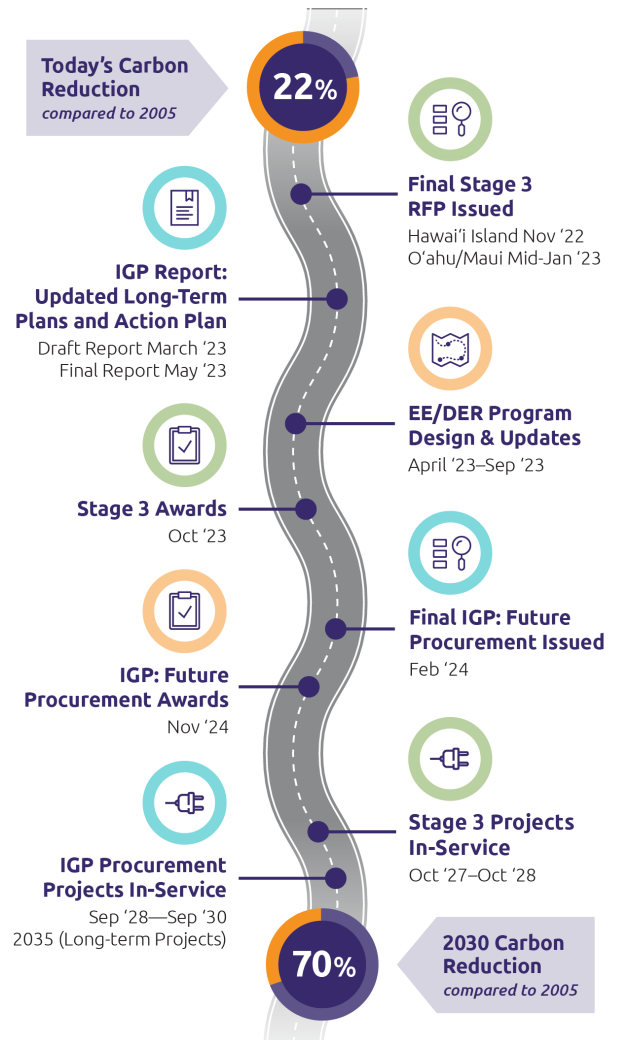 Today's Carbon
Reduction
compared to 2005
22%
Final Stage 3
RFP Issued
Hawai‘i Island Nov ‘22
O‘ahu/Maui Mid-Jan ‘23
IGP Report:
Updated Long-Term
Plans and Action Plan
Draft Report March ‘23
Final Report May ‘23
EE/DER Program
Design & Updates
April ‘23–Sep ‘23
Stage 3 Awards
Oct ‘23
Final IGP: Future
Procurement Issued
Feb ‘24
IGP: Future
Procurement Awards
Nov ‘24
Stage 3 Projects
In-Service
Oct ‘27–Oct ‘28
IGP Procurement
Projects In-Service
Sep ‘28—Sep ‘30
2035 (Long-term Projects)
70%
2030 Carbon
Reduction
compared to 2005